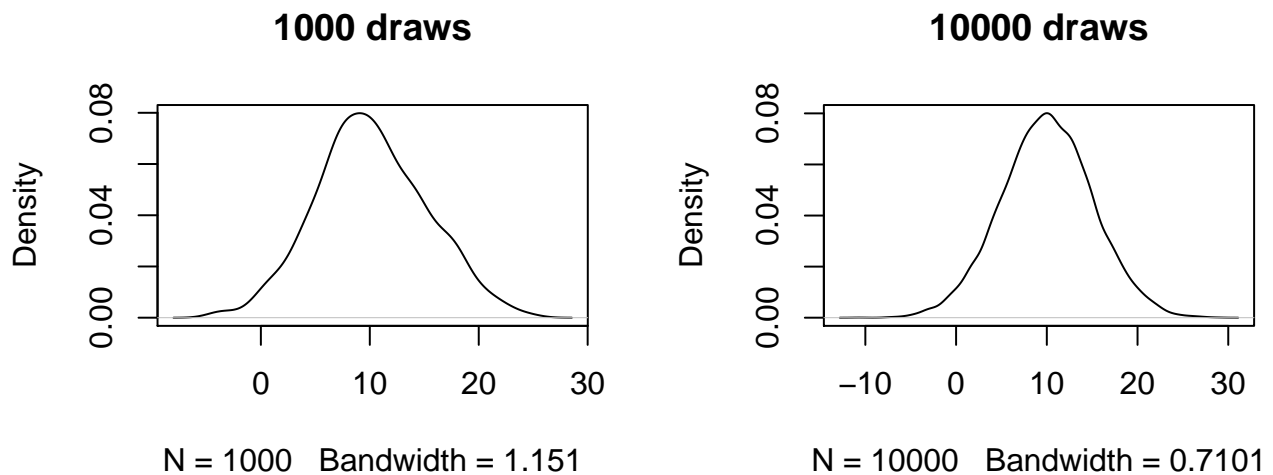 1000 draws
Density
0.00 0.04 0.08
0 10 20 30
N = 1000 Bandwidth = 1.151
10000 draws
Density
0.00 0.04 0.08
−10 0 10 20 30
N = 10000 Bandwidth = 0.7101